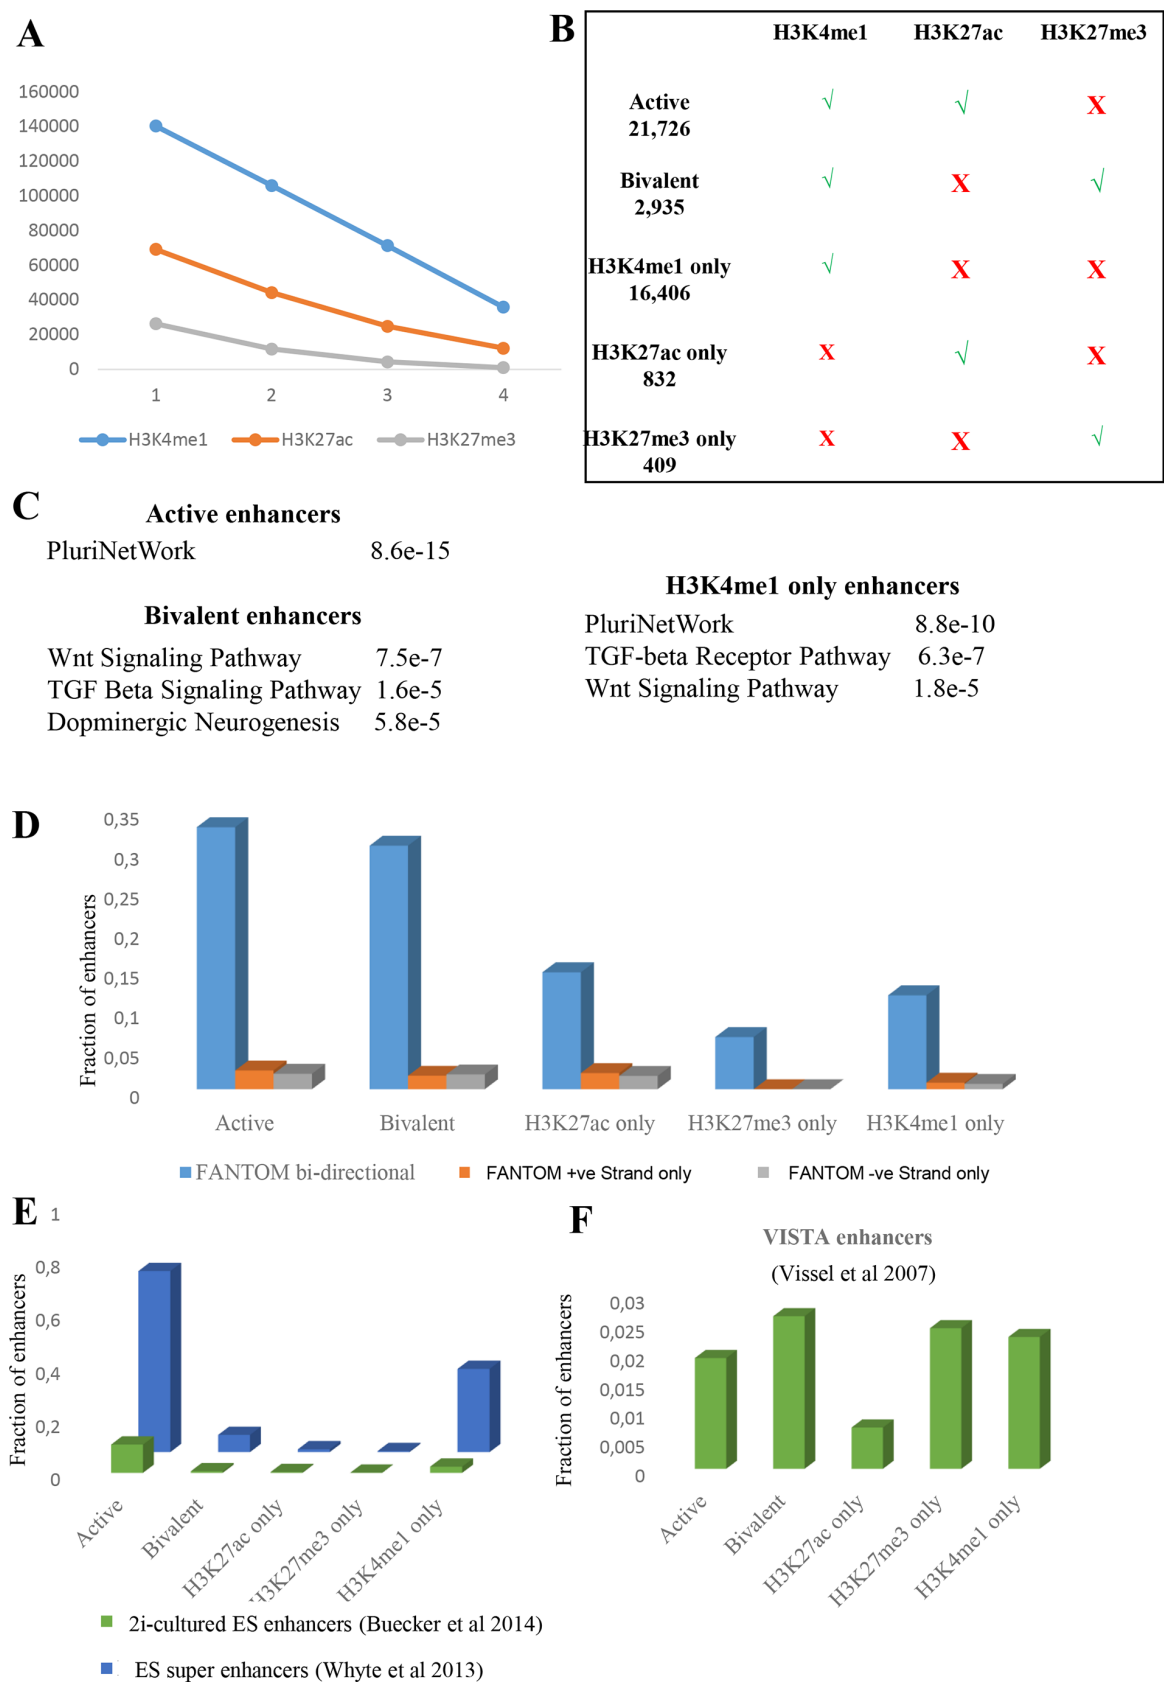 A
160000
140000
120000
100000
80000
60000
40000
20000
0
1 2 3 4
H3K4me1 H3K27ac H3K27me3
B
H3K4me1 H3K27ac H3K27me3
Active √ √ X
21,726
Bivalent √ X √
2,935
H3K4me1 only √ X X
16,406
H3K27ac only X √ X
832
H3K27me3 only X X √
409
C
Active enhancers
PluriNetWork 8.6e-15
Bivalent enhancers
Wnt Signaling Pathway 7.5e-7
TGF Beta Signaling Pathway 1.6e-5
Dopminergic Neurogenesis 5.8e-5
H3K4me1 only enhancers
PluriNetWork 8.8e-10
TGF-beta Receptor Pathway 6.3e-7
Wnt Signaling Pathway 1.8e-5
D
Fraction of enhancers
0,35
0,3
0,25
0,2
0,15
0,1
0,05
0
Active Bivalent H3K27ac only H3K27me3 only H3K4me1 only
FANTOM bi-directional FANTOM +ve Strand only FANTOM -ve Strand only
E
Fraction of enhancers
1
0,8
0,6
0,4
0,2
0
Active
Bivalent
H3K27ac only
H3K27me3 only
H3K4me1 only
2i-cultured ES enhancers (Buecker et al 2014)
ES super enhancers (Whyte et al 2013)
F
VISTA enhancers
(Vissel et al 2007)
Fraction of enhancers
0,03
0,025
0,02
0,015
0,01
0,005
0
Active
Bivalent
H3K27ac only
H3K27me3 only
H3K4me1 only